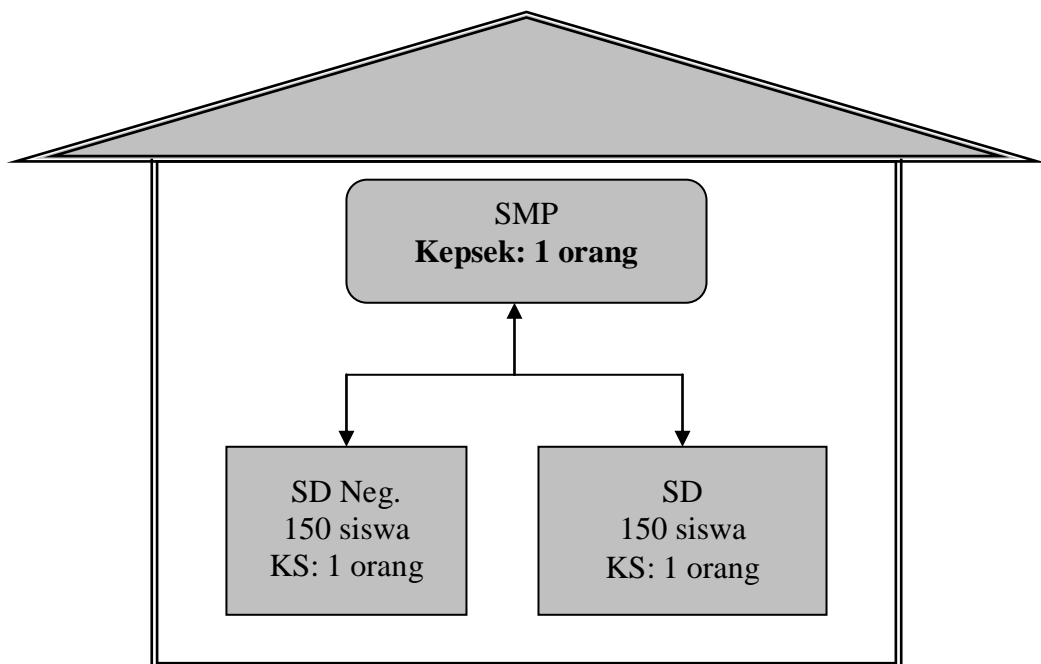 SMP
Kepsek: 1 orang
SD Neg.
150 siswa
KS: 1 orang
SD
150 siswa
KS: 1 orang